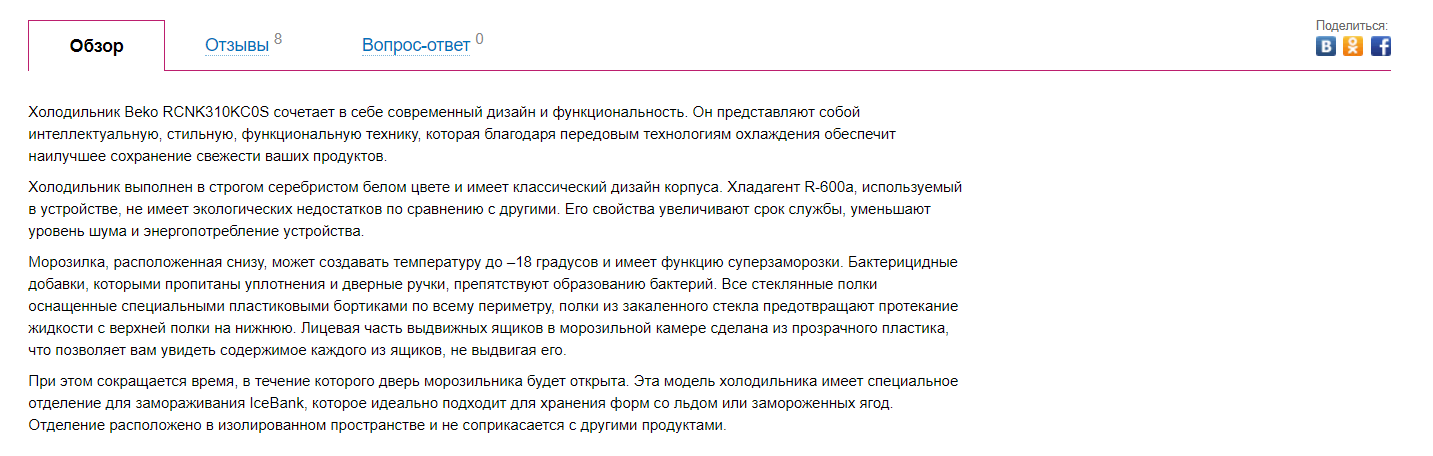 Поделиться:
Обзор Отзывы 8 Вопрос-ответ 0
Холодильник Beko RCNK310KC0S сочетает в себе современный дизайн и функциональность. Он представляют собой
интеллектуальную, стильную, функциональную технику, которая благодаря передовым технологиям охлаждения обеспечит
наилучшее сохранение свежести ваших продуктов.
Холодильник выполнен в строгом серебристом белом цвете и имеет классический дизайн корпуса. Хладагент R-600a, используемый
в устройстве, не имеет экологических недостатков по сравнению с другими. Его свойства увеличивают срок службы, уменьшают
уровень шума и энергопотребление устройства.
Морозилка, расположенная снизу, может создавать температуру до –18 градусов и имеет функцию суперзаморозки. Бактерицидные
добавки, которыми пропитаны уплотнения и дверные ручки, препятствуют образованию бактерий. Все стеклянные полки
оснащенные специальными пластиковыми бортиками по всему периметру, полки из закаленного стекла предотвращают протекание
жидкости с верхней полки на нижнюю. Лицевая часть выдвижных ящиков в морозильной камере сделана из прозрачного пластика,
что позволяет вам увидеть содержимое каждого из ящиков, не выдвигая его.
При этом сокращается время, в течение которого дверь морозильника будет открыта. Эта модель холодильника имеет специальное
отделение для замораживания IceBank, которое идеально подходит для хранения форм со льдом или замороженных ягод.
Отделение расположено в изолированном пространстве и не соприкасается с другими продуктами.